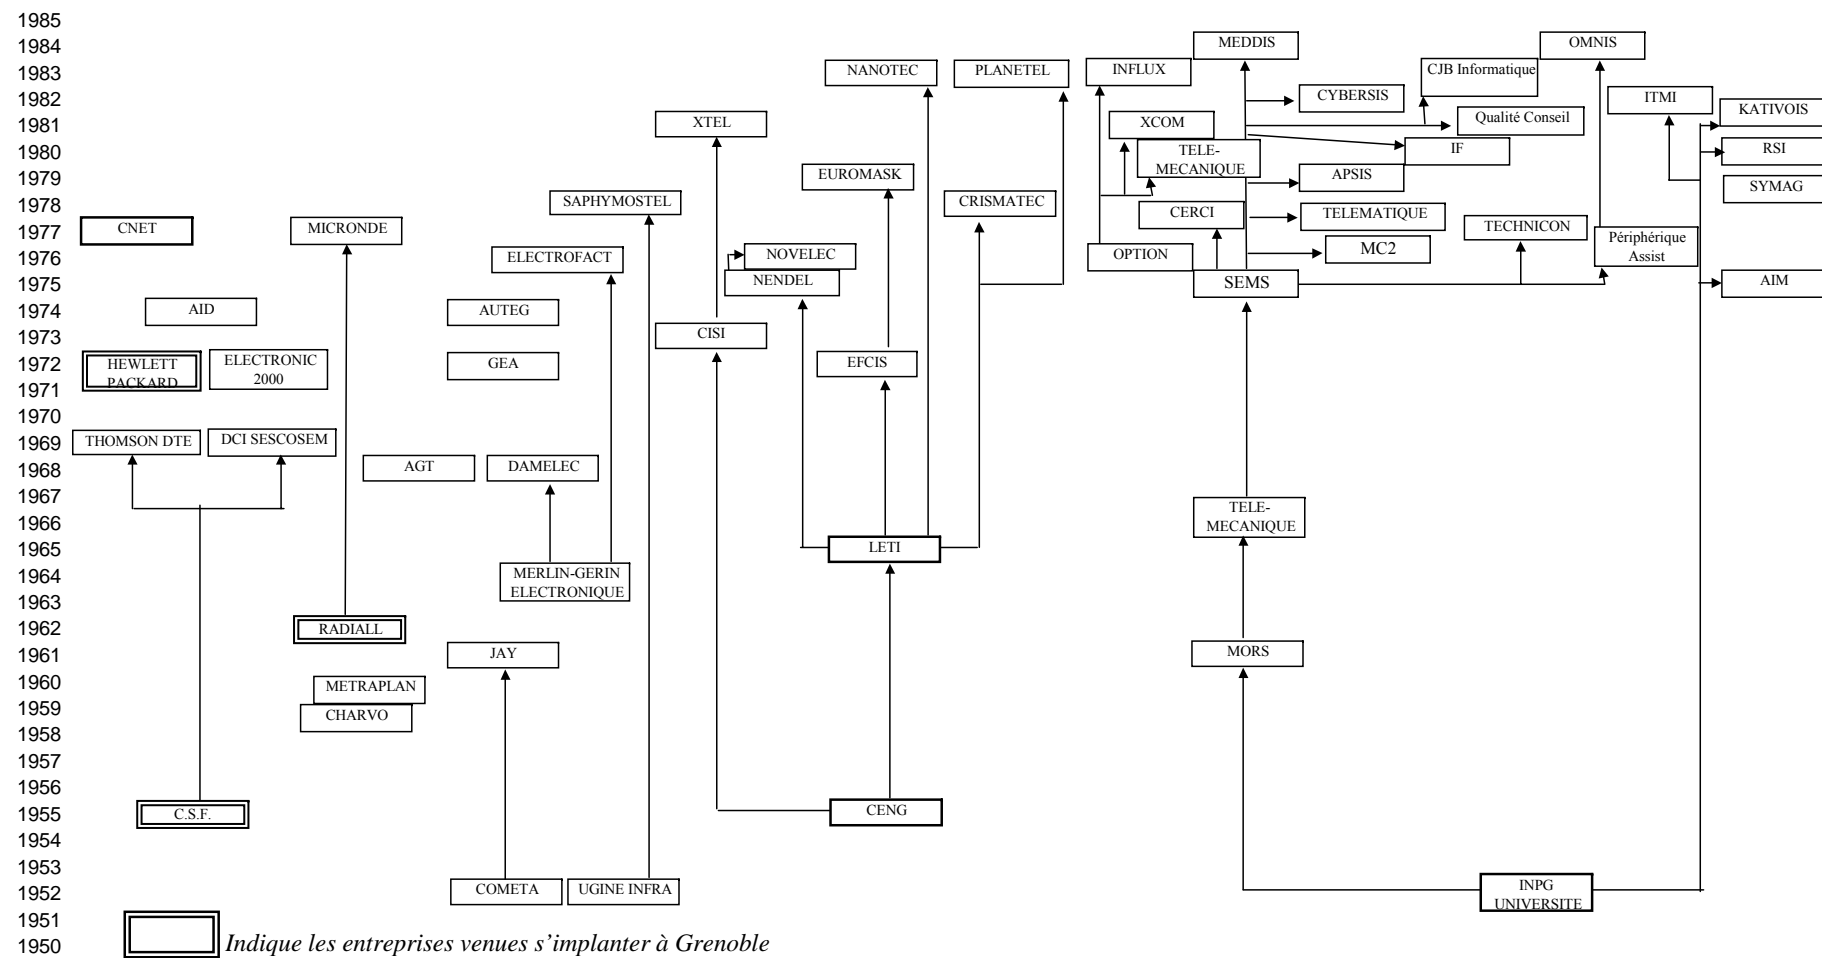 1985
1984
MEDDIS
OMNIS
1983
NANOTEC
PLANETEL
INFLUX
CJB Informatique
1982
CYBERSIS
ITMI
KATIVOIS
1981
XTEL
XCOM
Qualité Conseil
1980
TELE-
MECANIQUE
IF
RSI
1979
EUROMASK
APSIS
SYMAG
1978
SAPHYMOSTEL
CRISMATEC
CERCI
TELEMATIQUE
1977
CNET
MICRONDE
TECHNICON
Périphérique
Assist
1976
ELECTROFACT
NOVELEC
OPTION
MC2
1975
NENDEL
SEMS
AIM
1974
AID
AUTEG
1973
CISI
1972
HEWLETT
PACKARD
ELECTRONIC
2000
GEA
EFCIS
1971
1970
1969
THOMSON DTE
DCI SESCOSEM
1968
AGT
DAMELEC
1967
1966
TELE-
MECANIQUE
1965
LETI
1964
MERLIN-GERIN
ELECTRONIQUE
1963
1962
RADIALL
1961
JAY
MORS
1960
METRAPLAN
1959
CHARVO
1958
1957
1956
1955
C.S.F.
CENG
1954
1953
1952
COMETA
UGINE INFRA
INPG
UNIVERSITE
1951
1950
Indique les entreprises venues s’implanter à Grenoble